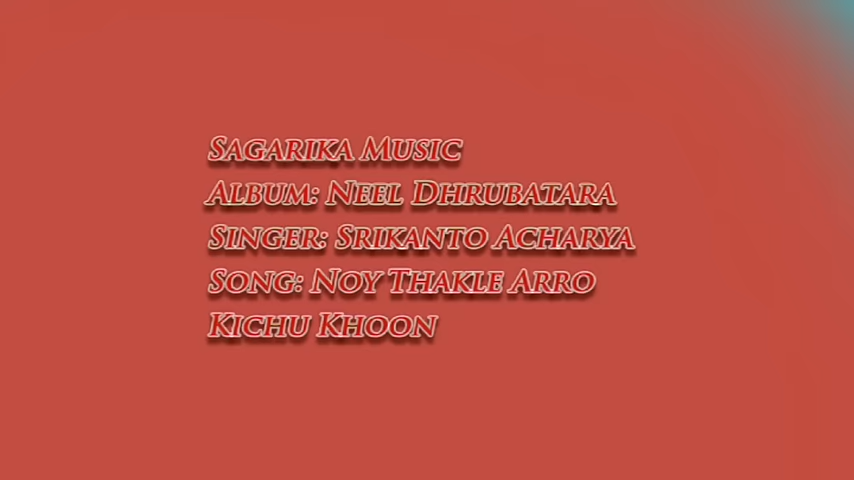 Sagarika Music
Album: Neel Dhrubatara
Singer: Srikanto Acharya
Song: Noy Thakle Arro
Kichu Khoon